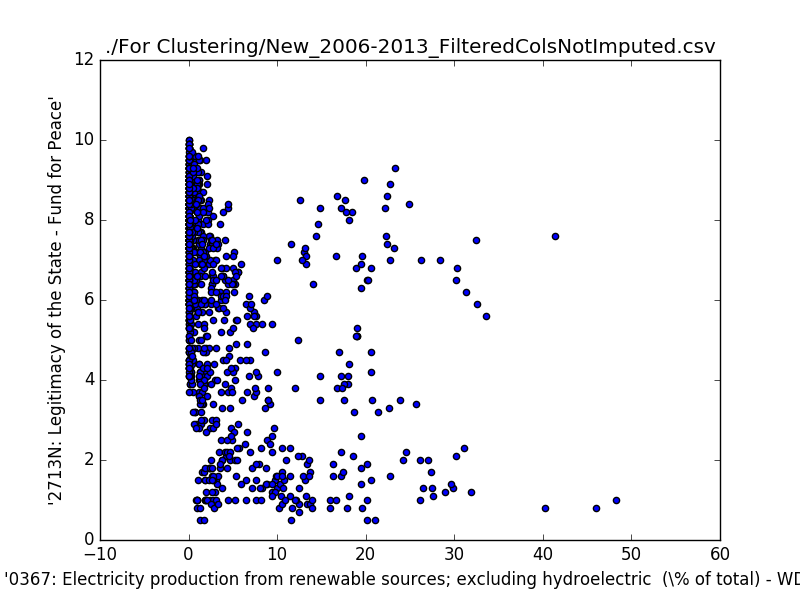 ./For Clustering/New_2006-2013_FilteredColsNotImputed.csv
'2713N: Legitimacy of the State - Fund for Peace'
12
10
8
6
4
2
0
−10 0 10 20 30 40 50 60
'0367: Electricity production from renewable sources; excluding hydroelectric (\% of total) - WD